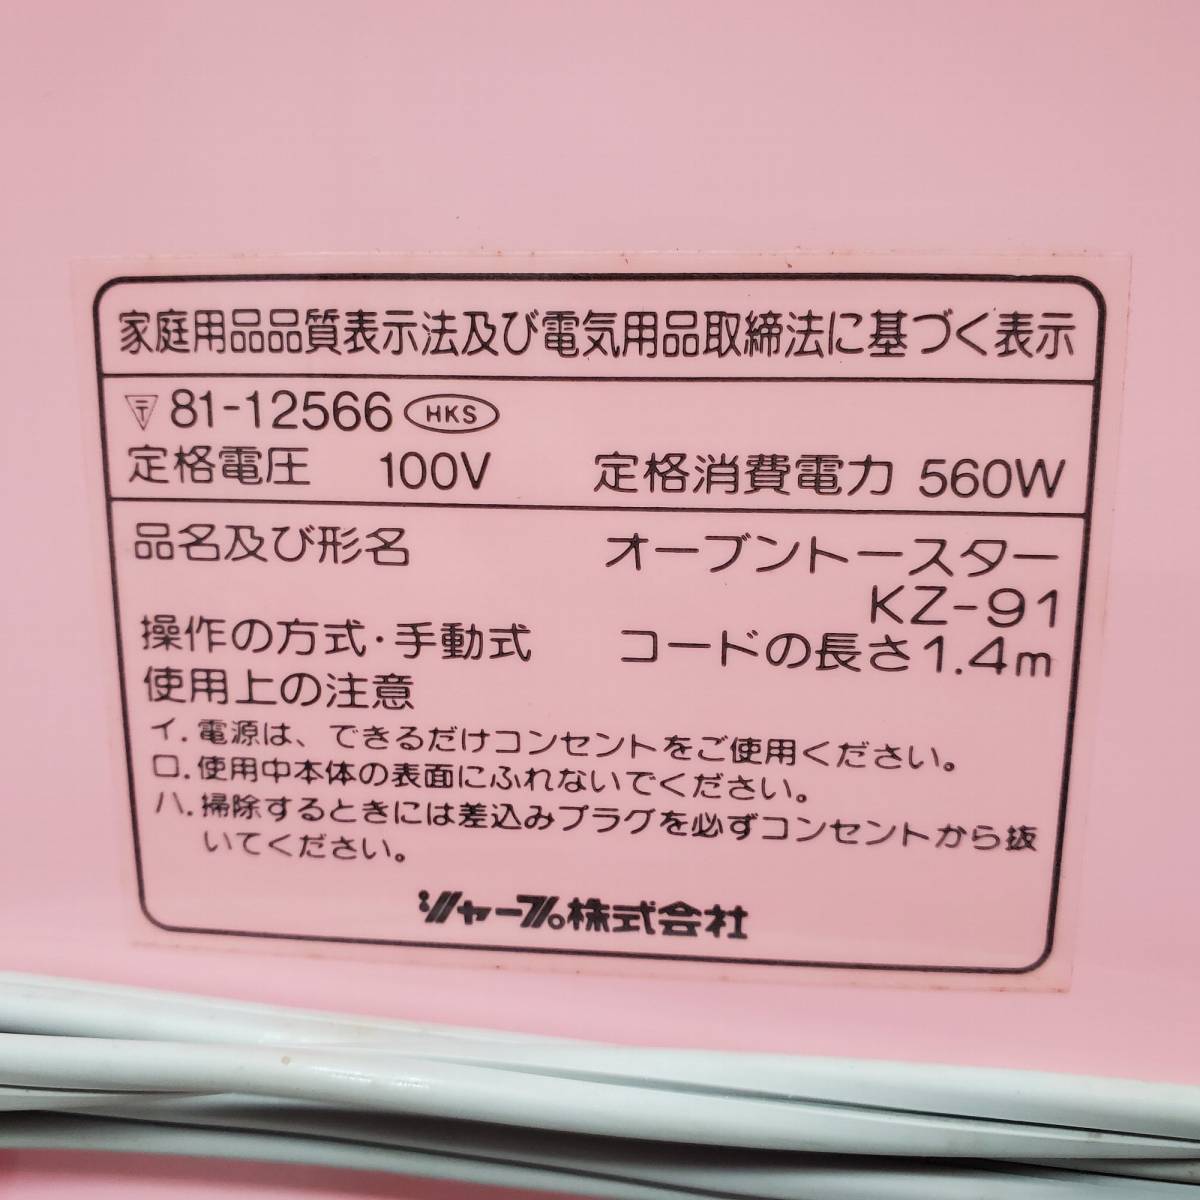 家庭用品品質表示法及び電気用品取締法に基づく表示
〒 81-12566 HKS
定格電圧 100V 定格消費電力 560W
品名及び形名 オーブントースター
KZ-91
操作の方式・手動式 コードの長さ1.4m
使用上の注意
イ. 電源は、できるだけコンセントをご使用ください。
ロ. 使用中本体の表面にふれないでください。
ハ. 掃除するときには差込みプラグを必ずコンセントから抜
いてください。
シャープ株式会社